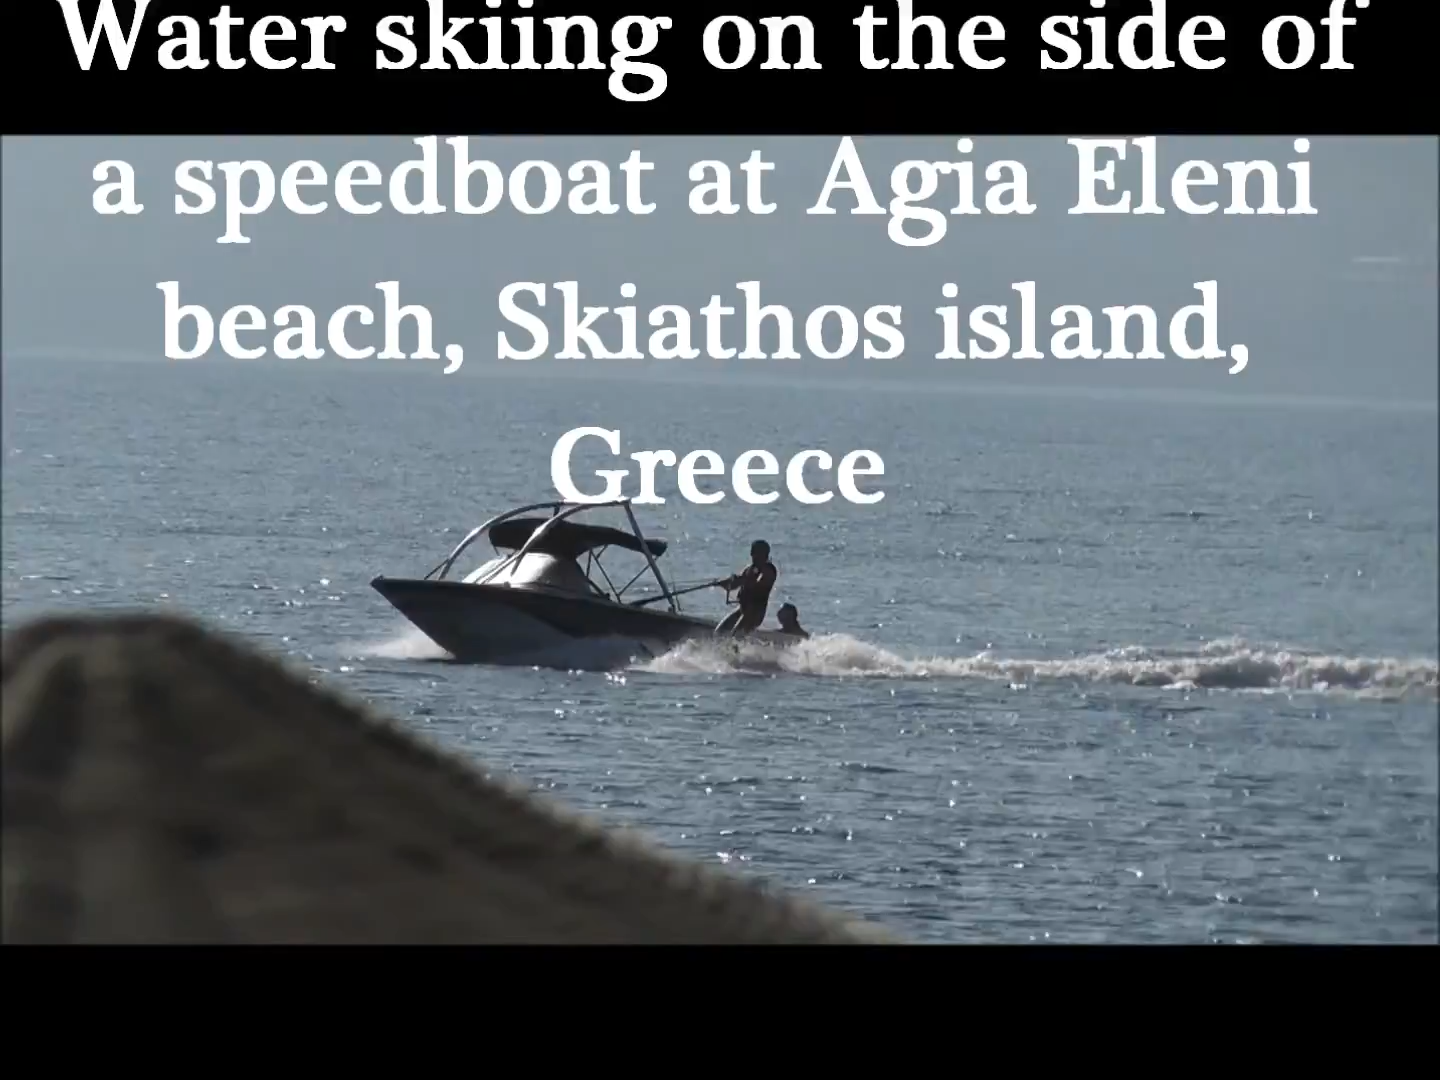 Water skiing on the side of
a speedboat at Agia Eleni
beach, Skiathos island,
Greece